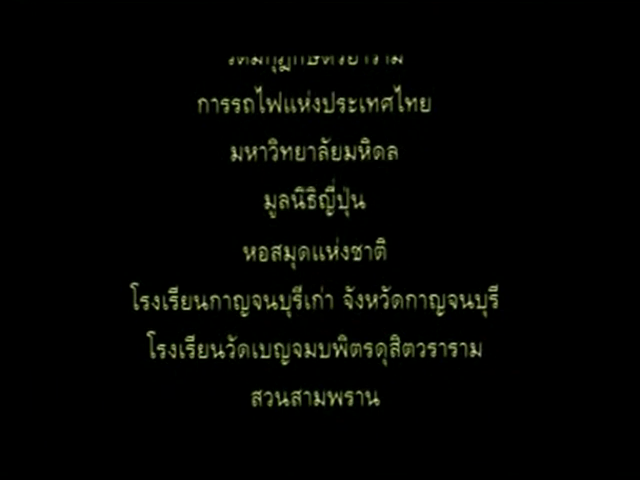 การรถไฟแห่งประเทศไทย
มหาวิทยาลัยมหิดล
มูลนิธิญี่ปุ่น
หอสมุดแห่งชาติ
โรงเรียนกาญจนบุรีเก่า จังหวัดกาญจนบุรี
โรงเรียนวัดเบญจมบพิตรดุสิตวราราม
สวนสามพราน